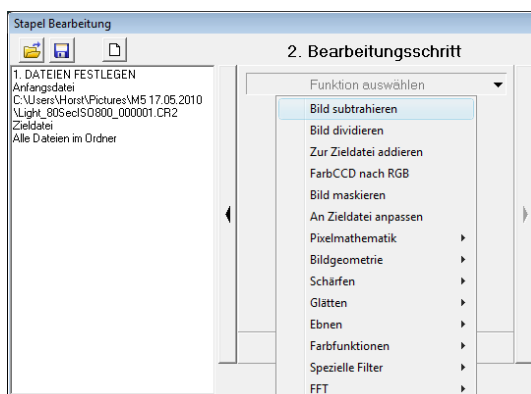 Stapel Bearbeitung
2. Bearbeitungsschritt
1. DATEIEN FESTLEGEN
Anfangsdatei
C:\Users\Horst\Pictures\M5 17.05.2010
\Light_80SecISO800_000001.CR2
Zieldatei
Alle Dateien im Ordner
Funktion auswählen
Bild subtrahieren
Bild dividieren
Zur Zieldatei addieren
FarbCCD nach RGB
Bild maskieren
An Zieldatei anpassen
Pixelmathematik
Bildgeometrie
Schärfen
Glätten
Ebnen
Farbfunktionen
Spezielle Filter
FFT